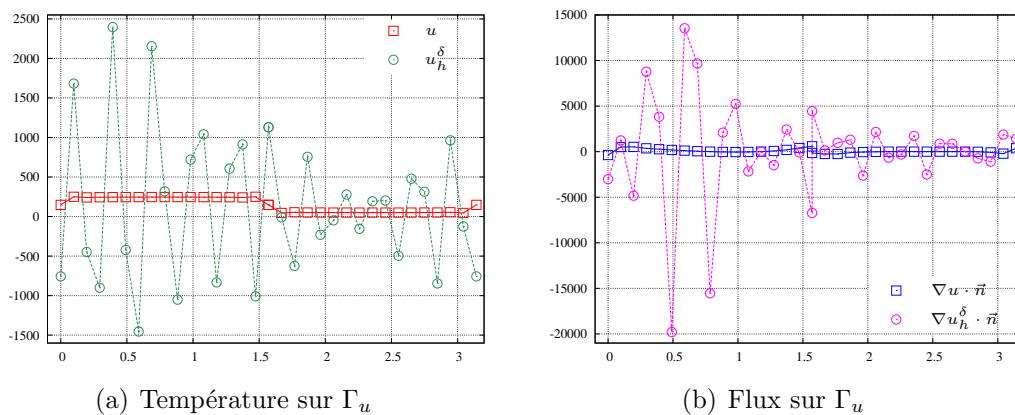 2500
2000
1500
1000
500
0
-500
-1000
-1500
0 0.5 1 1.5 2 2.5 3
u
u_h^δ
(a) Température sur Γ_u
15000
10000
5000
0
-5000
-10000
-15000
-20000
0 0.5 1 1.5 2 2.5 3
∇u · n⃗
∇u_h^δ · n⃗
(b) Flux sur Γ_u